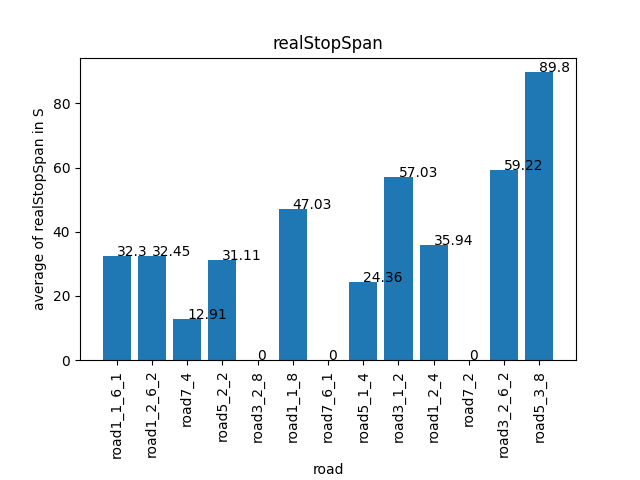 realStopSpan
average of realStopSpan in S
80
60
40
20
0
32.3
32.45
12.91
31.11
0
47.03
0
24.36
57.03
35.94
0
59.22
89.8
road1_1_6_1
road1_2_6_2
road7_4
road5_2_2
road3_2_8
road1_1_8
road7_6_1
road5_1_4
road3_1_2
road1_2_4
road7_2
road3_2_6_2
road5_3_8
road